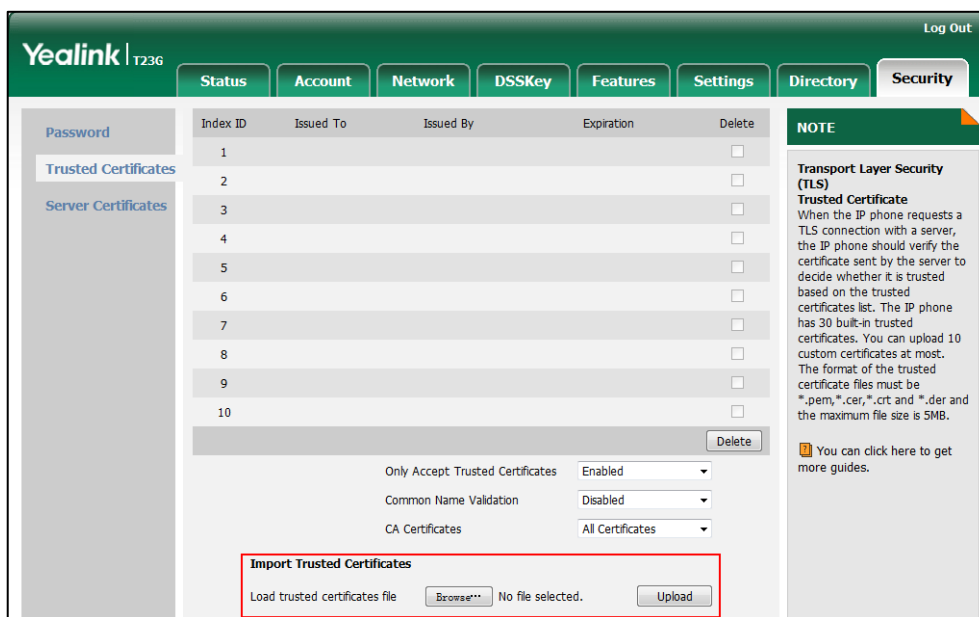 Log Out
Yealink T23G
Status Account Network DSSKey Features Settings Directory Security
Password
Trusted Certificates
Server Certificates
Index ID Issued To Issued By Expiration Delete
1
2
3
4
5
6
7
8
9
10
Delete
Only Accept Trusted Certificates Enabled
Common Name Validation Disabled
CA Certificates All Certificates
Import Trusted Certificates
Load trusted certificates file Browse··· No file selected. Upload
NOTE
Transport Layer Security
(TLS)
Trusted Certificate
When the IP phone requests a
TLS connection with a server,
the IP phone should verify the
certificate sent by the server to
decide whether it is trusted
based on the trusted
certificates list. The IP phone
has 30 built-in trusted
certificates. You can upload 10
custom certificates at most.
The format of the trusted
certificate files must be
*.pem,*.cer,*.crt and *.der and
the maximum file size is 5MB.
? You can click here to get
more guides.